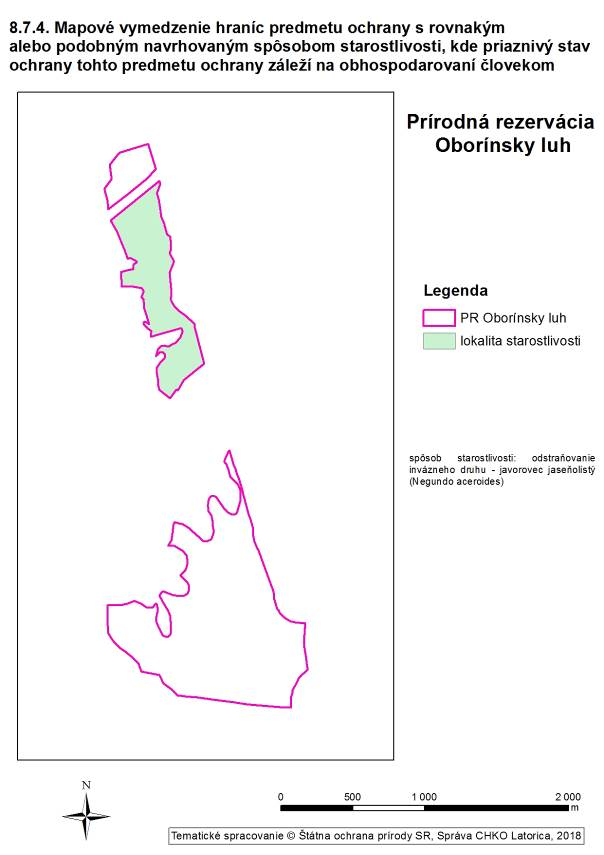 8.7.4. Mapové vymedzenie hraníc predmetu ochrany s rovnakým
alebo podobným navrhovaným spôsobom starostlivosti, kde priaznivý stav
ochrany tohto predmetu ochrany záleží na obhospodarovaní človekom
Prírodná rezervácia
Oborínsky luh
Legenda
PR Oborínsky luh
lokalita starostlivosti
spôsob starostlivosti: odstraňovanie
invázneho druhu - javorovec jaseňolistý
(Negundo aceroides)
N
0 500 1 000 2 000
m
Tematické spracovanie © Štátna ochrana prírody SR, Správa CHKO Latorica, 2018